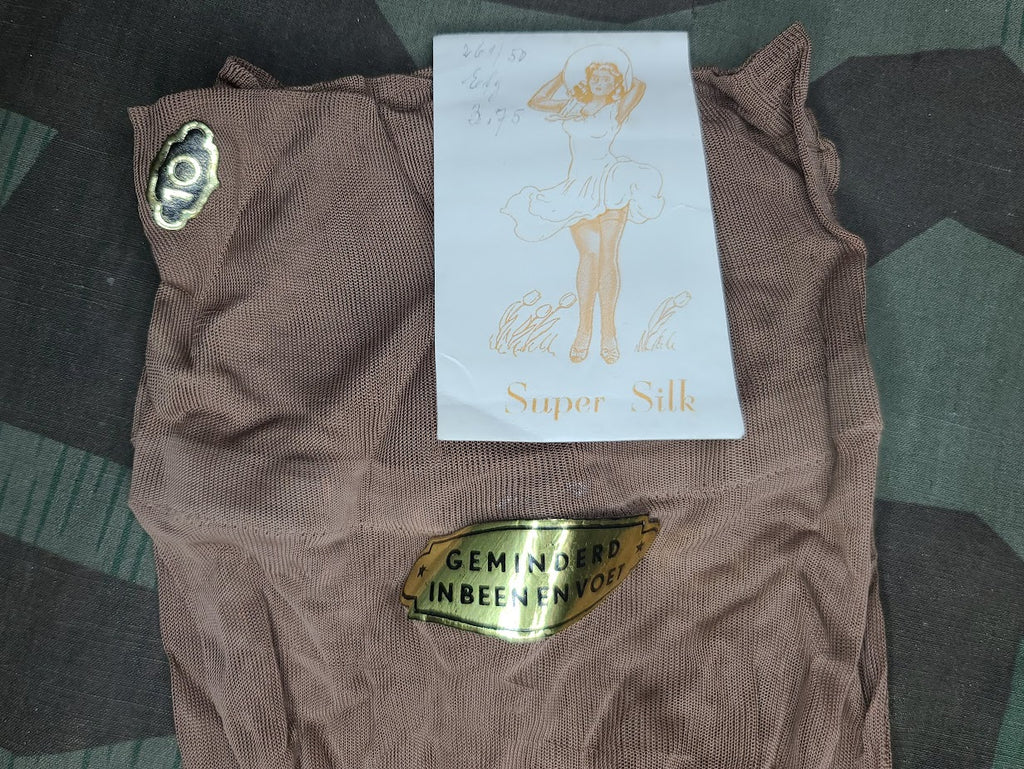 261/50
3,75
10
Super Silk
GEMINDERD
IN BEEN EN VOET